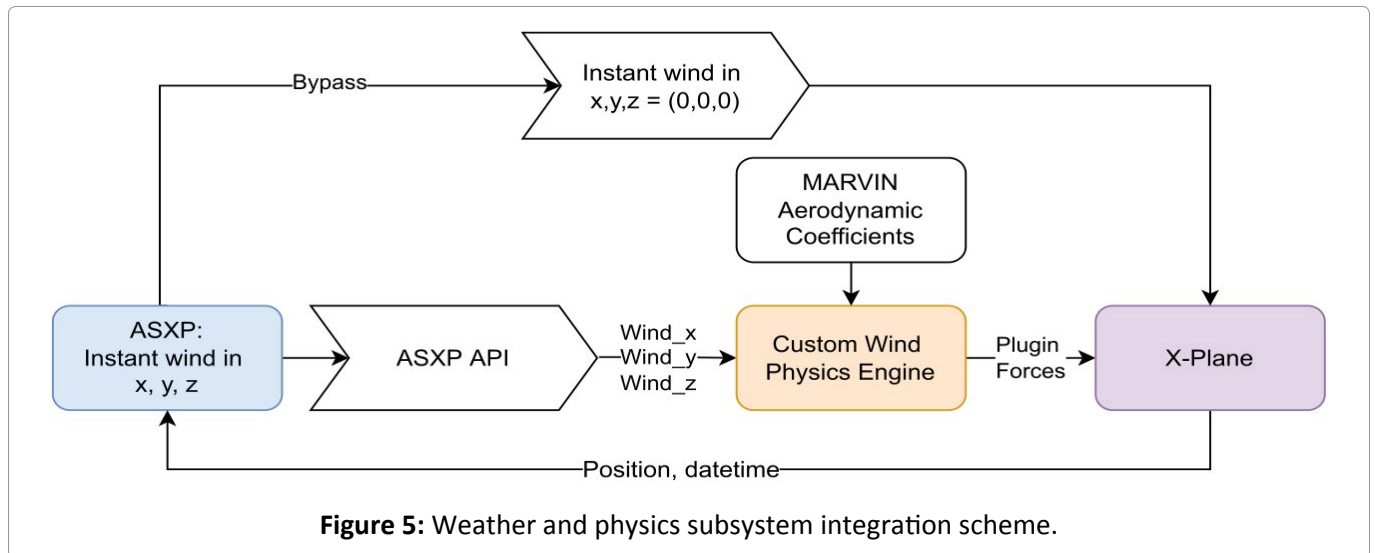 Bypass
Instant wind in
x,y,z = (0,0,0)
MARVIN
Aerodynamic
Coefficients
ASXP:
Instant wind in
x, y, z
ASXP API
Wind_x
Wind_y
Wind_z
Custom Wind
Physics Engine
Plugin
Forces
X-Plane
Position, datetime
Figure 5: Weather and physics subsystem integration scheme.